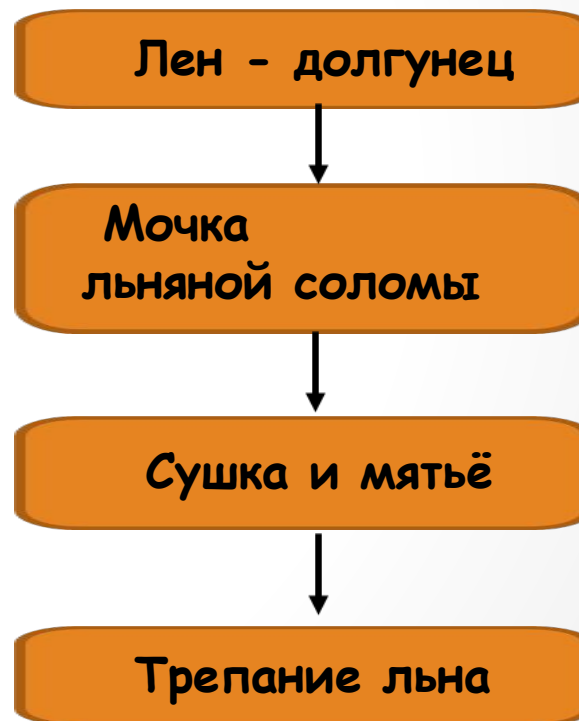 Лен - долгунец
Мочка
льняной соломы
Сушка и мятьё
Трепание льна